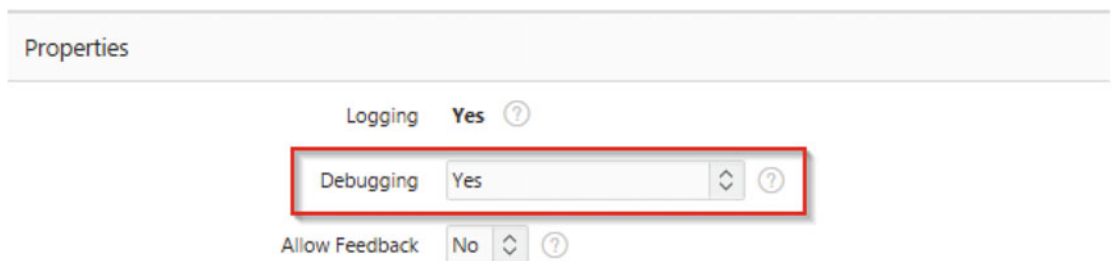 Properties
Logging Yes ?
Debugging Yes ?
Allow Feedback No ?